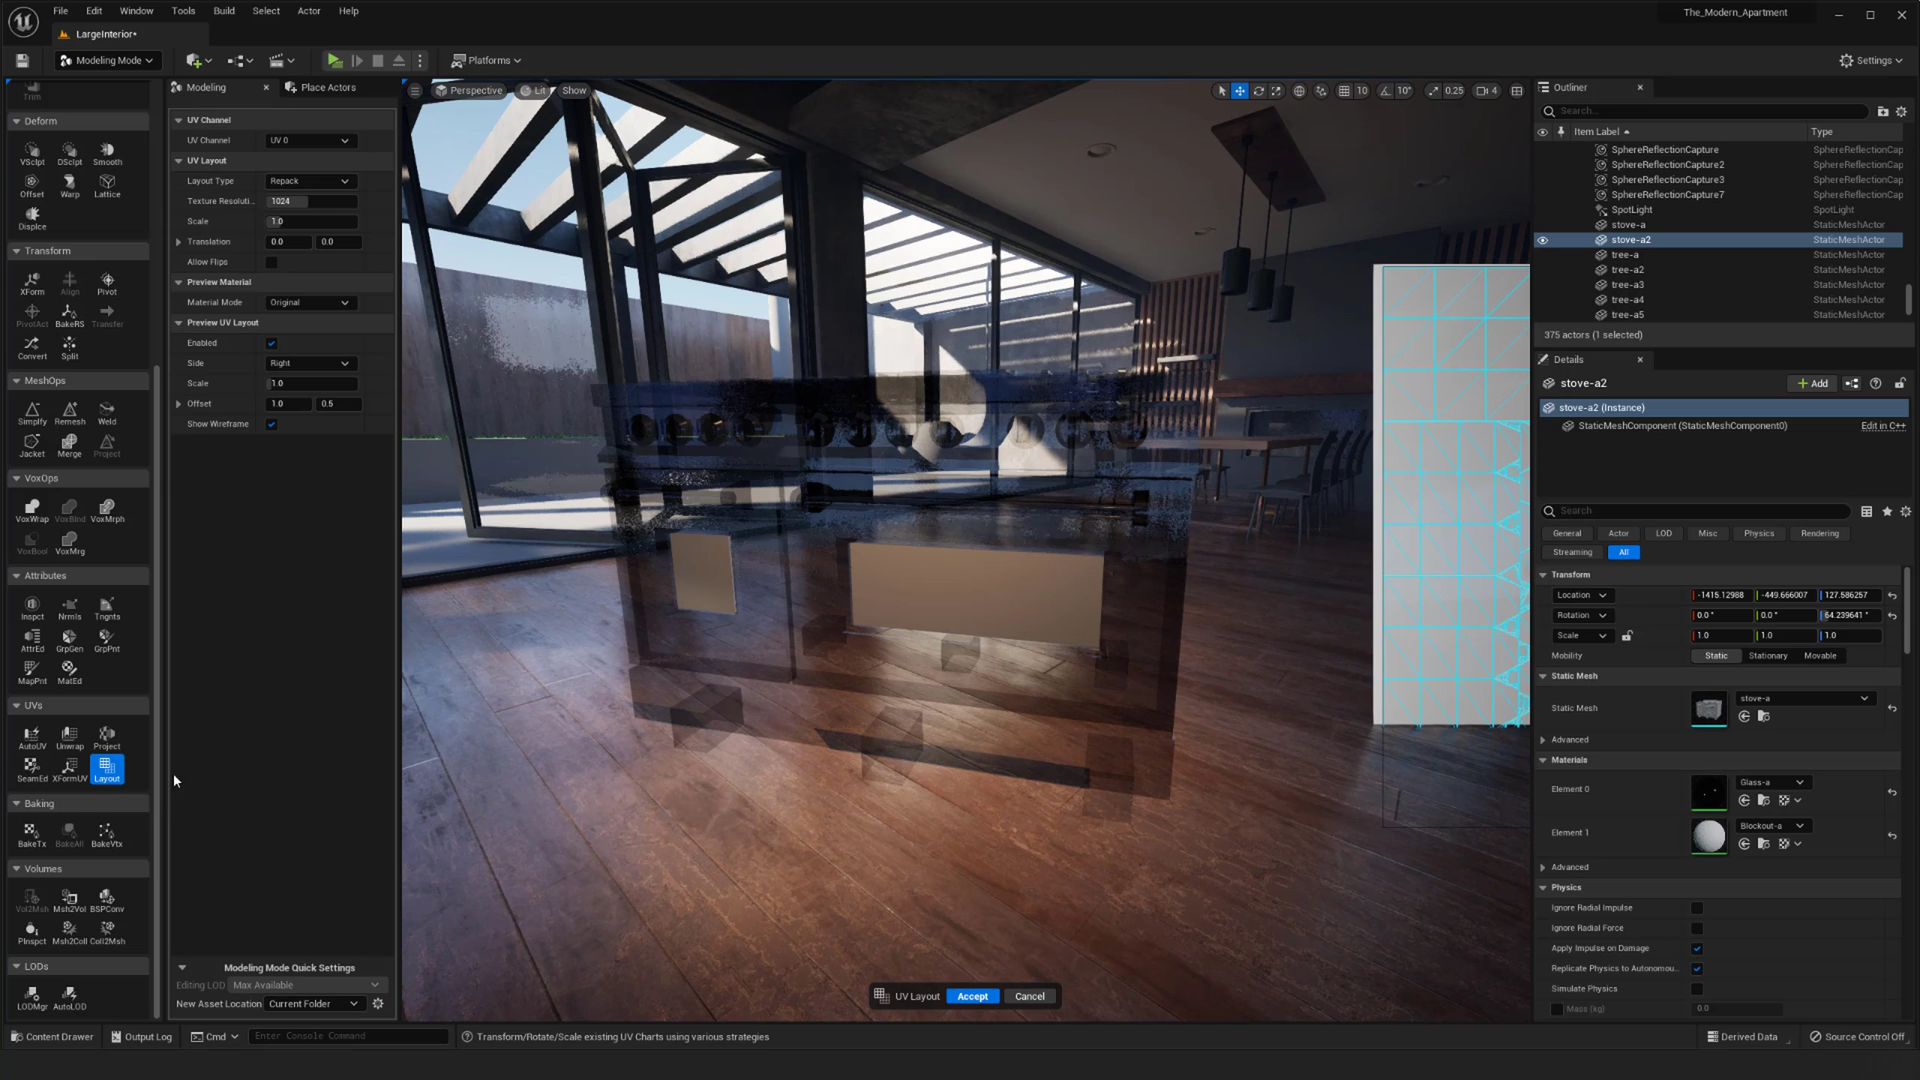 File Edit Window Tools Build Select Actor Help
The_Modern_Apartment
LargeInterior*
Modeling Mode
Platforms
Settings
Trim
Deform
VSclpt DSclpt Smooth
Offset Warp Lattice
Displce
Transform
XForm Align Pivot
PivotAct BakeRS Transfer
Convert Split
MeshOps
Simplfy Remesh Weld
Jacket Merge Project
VoxOps
VoxWrap VoxBlnd VoxMrph
VoxBool VoxMrg
Attributes
Inspct Nrmls Tngnts
AttrEd GrpGen GrpPnt
MapPnt MatEd
UVs
AutoUV Unwrap Project
SeamEd XFormUV Layout
Baking
BakeTx BakeAll BakeVtx
Volumes
Vol2Msh Msh2Vol BSPConv
PInspct Msh2Coll Coll2Msh
LODs
LODMgr AutoLOD
Modeling
Place Actors
UV Channel
UV Channel UV 0
UV Layout
Layout Type Repack
Texture Resoluti... 1024
Scale 1.0
Translation 0.0 0.0
Allow Flips
Preview Material
Material Mode Original
Preview UV Layout
Enabled
Side Right
Scale 1.0
Offset 1.0 0.5
Show Wireframe
Modeling Mode Quick Settings
Editing LOD Max Available
New Asset Location Current Folder
Perspective Lit Show
10 10° 0.25 4
UV Layout Accept Cancel
Outliner
Search...
Item Label Type
SphereReflectionCapture SphereReflectionCap
SphereReflectionCapture2 SphereReflectionCap
SphereReflectionCapture3 SphereReflectionCap
SphereReflectionCapture7 SphereReflectionCap
SpotLight SpotLight
stove-a StaticMeshActor
stove-a2 StaticMeshActor
tree-a StaticMeshActor
tree-a2 StaticMeshActor
tree-a3 StaticMeshActor
tree-a4 StaticMeshActor
tree-a5 StaticMeshActor
375 actors (1 selected)
Details
stove-a2
Add
stove-a2 (Instance)
StaticMeshComponent (StaticMeshComponent0) Edit in C++
Search
General Actor LOD Misc Physics Rendering
Streaming All
Transform
Location -1415.12988 -449.666007 127.586257
Rotation 0.0 ° 0.0 ° 64.239641 °
Scale 1.0 1.0 1.0
Mobility Static Stationary Movable
Static Mesh
Static Mesh stove-a
Advanced
Materials
Element 0 Glass-a
Element 1 Blockout-a
Advanced
Physics
Ignore Radial Impulse
Ignore Radial Force
Apply Impulse on Damage
Replicate Physics to Autonomou...
Simulate Physics
Mass (kg) 0.0
Content Drawer Output Log Cmd Enter Console Command Transform/Rotate/Scale existing UV Charts using various strategies Derived Data Source Control Off